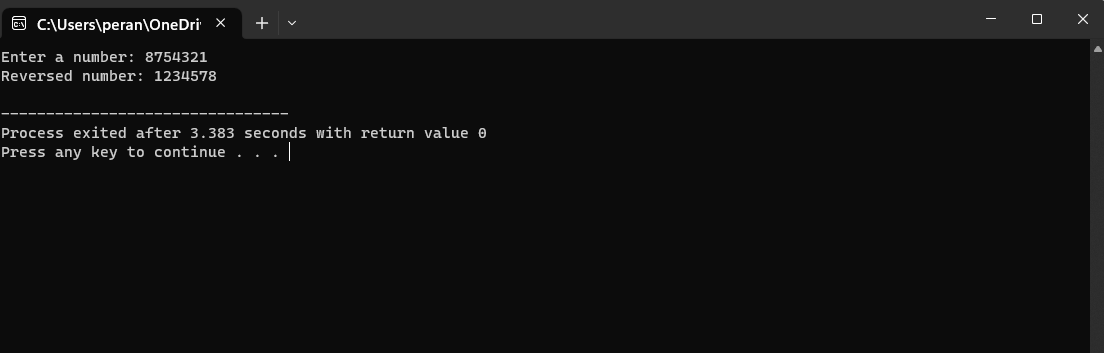 C:\Users\peran\OneDri
Enter a number: 8754321
Reversed number: 1234578
--------------------------------
Process exited after 3.383 seconds with return value 0
Press any key to continue . . .